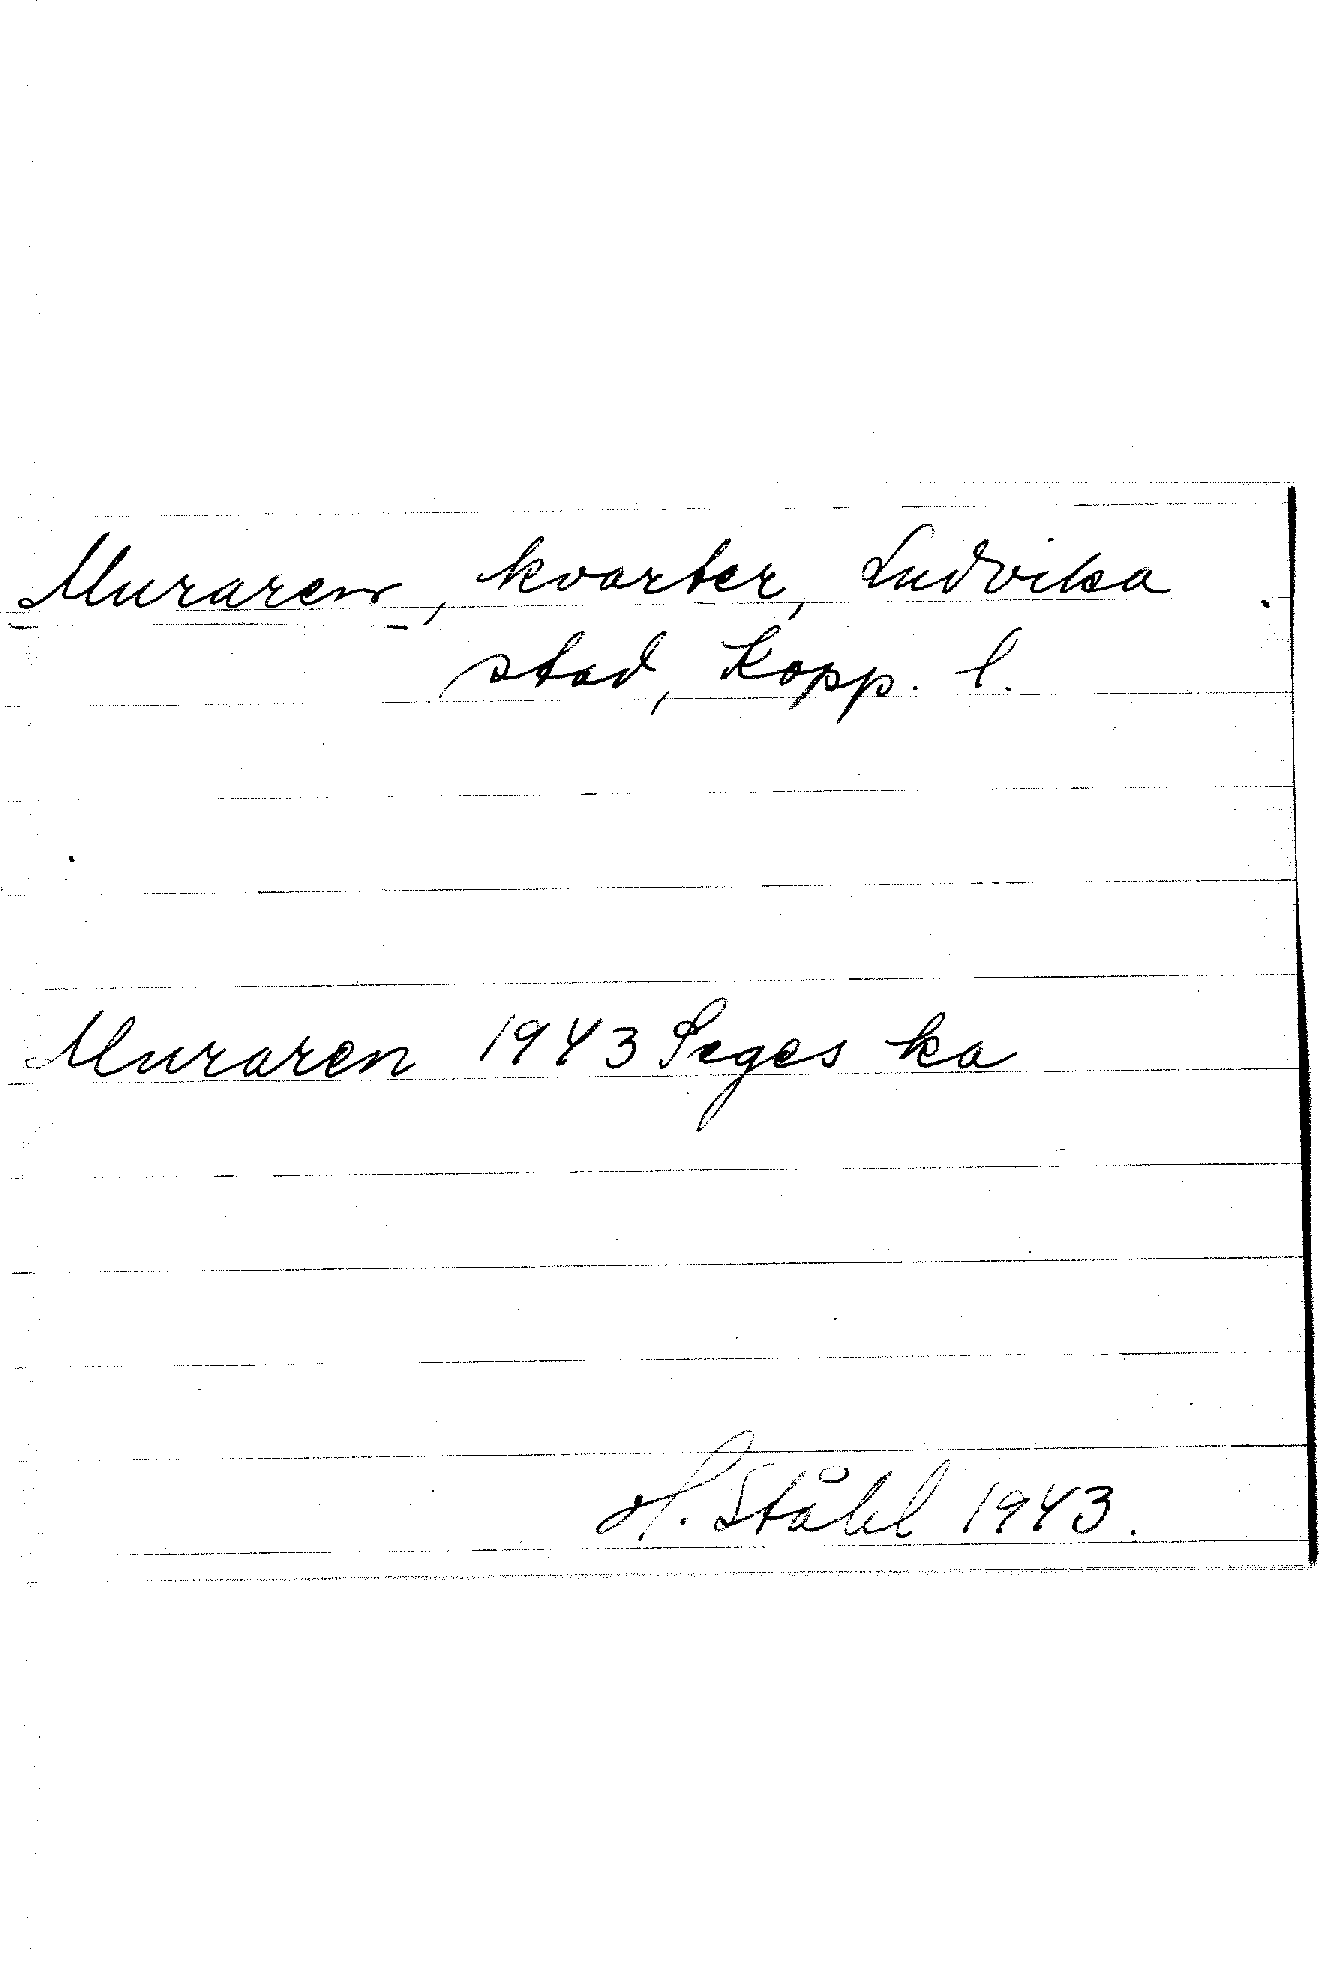 Muraren, kvarter, Ludvika
stad, Kopp. l.
Muraren 1943 Seges ka
H. Ståhl 1943.